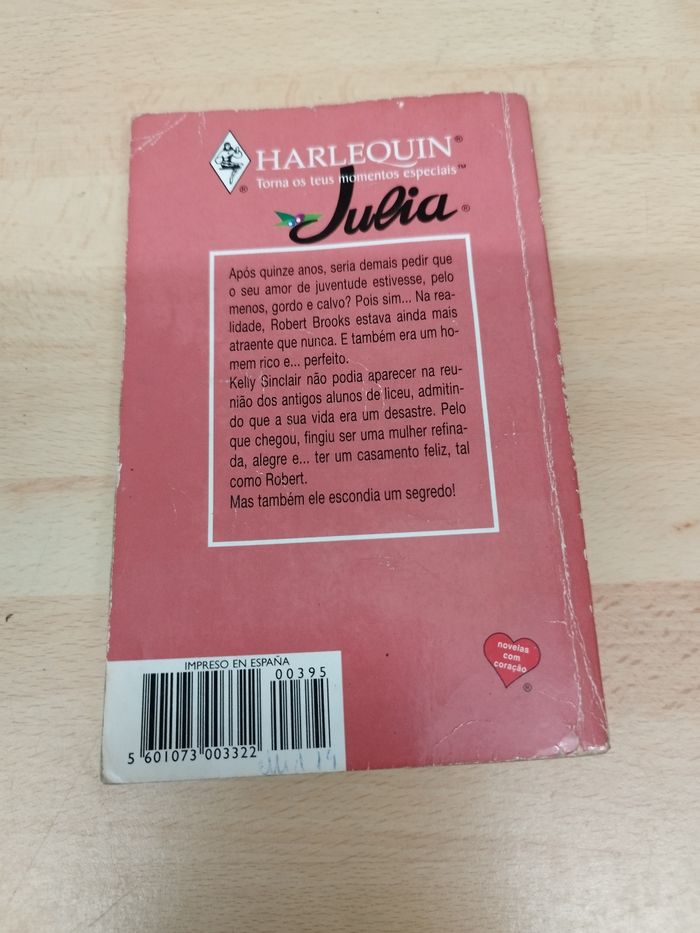 HARLEQUIN®
Torna os teus momentos especiais™
®
Julia®
Após quinze anos, seria demais pedir que
o seu amor de juventude estivesse, pelo
menos, gordo e calvo? Pois sim... Na rea-
lidade, Robert Brooks estava ainda mais
atraente que nunca. E também era um ho-
mem rico e... perfeito.
Kelly Sinclair não podia aparecer na reu-
nião dos antigos alunos de liceu, admitin-
do que a sua vida era um desastre. Pelo
que chegou, fingiu ser uma mulher refina-
da, alegre e... ter um casamento feliz, tal
como Robert.
Mas também ele escondia um segredo!
novelas
com
coração
®
IMPRESO EN ESPAÑA
00395
5 601073 003322